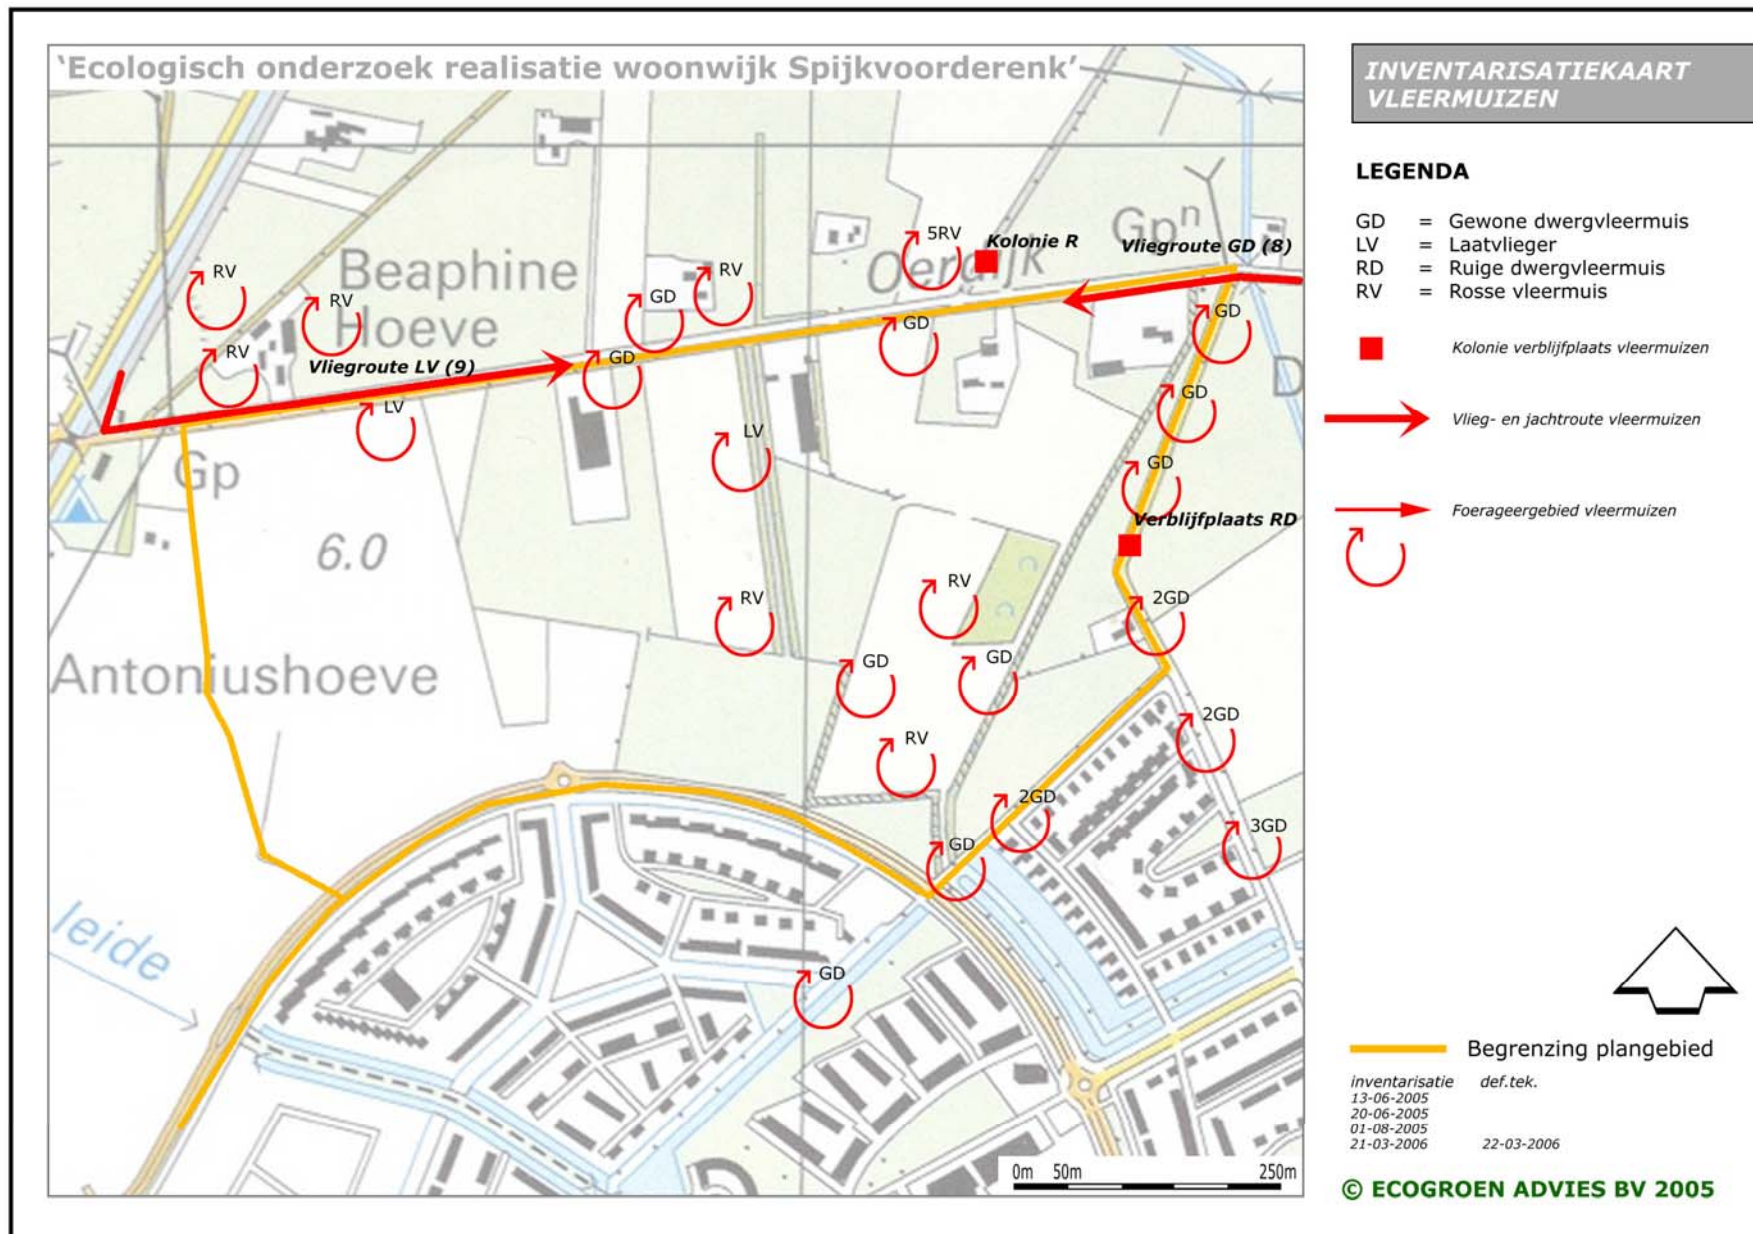 ‘Ecologisch onderzoek realisatie woonwijk Spijkvoorderenk’
INVENTARISATIEKAART
VLEERMUIZEN
LEGENDA
GD = Gewone dwergvleermuis
LV = Laatvlieger
RD = Ruige dwergvleermuis
RV = Rosse vleermuis
Kolonie verblijfplaats vleermuizen
Vlieg- en jachtroute vleermuizen
Foerageergebied vleermuizen
Gpⁿ
5RV
Kolonie R
Vliegroute GD (8)
Oerdijk
Beaphine
Hoeve
RV
RV
RV
GD
RV
GD
GD
RV
Vliegroute LV (9)
GD
D
LV
GD
LV
Gp
GD
Verblijfplaats RD
6.0
RV
RV
2GD
Antoniushoeve
GD
GD
2GD
RV
2GD
3GD
GD
leide
GD
0m 50m 250m
Begrenzing plangebied
inventarisatie def.tek.
13-06-2005
20-06-2005
01-08-2005
21-03-2006 22-03-2006
© ECOGROEN ADVIES BV 2005